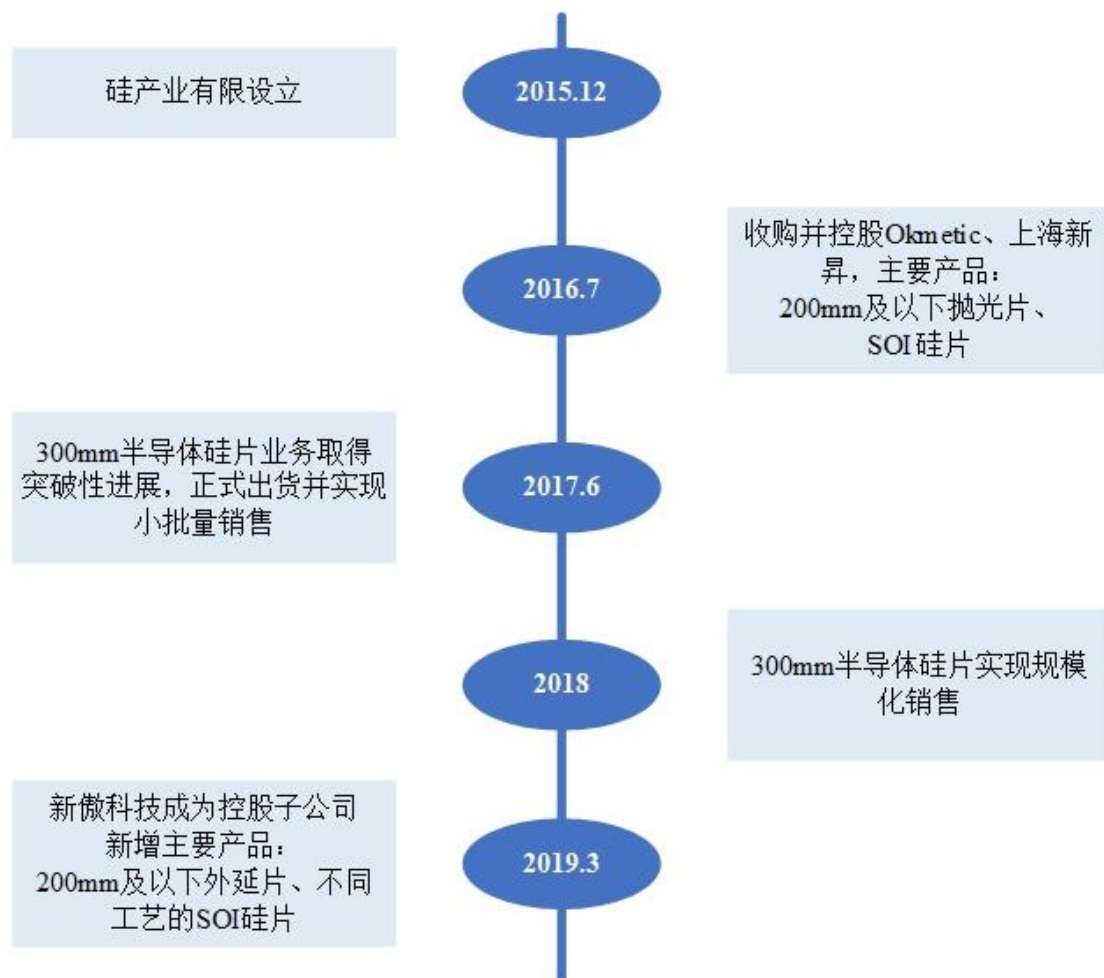 硅产业有限设立
2015.12
2016.7
收购并控股Okmetic、上海新
昇，主要产品：
200mm及以下抛光片、
SOI硅片
300mm半导体硅片业务取得
突破性进展，正式出货并实现
小批量销售
2017.6
2018
300mm半导体硅片实现规模
化销售
新傲科技成为控股子公司
新增主要产品：
200mm及以下外延片、不同
工艺的SOI硅片
2019.3